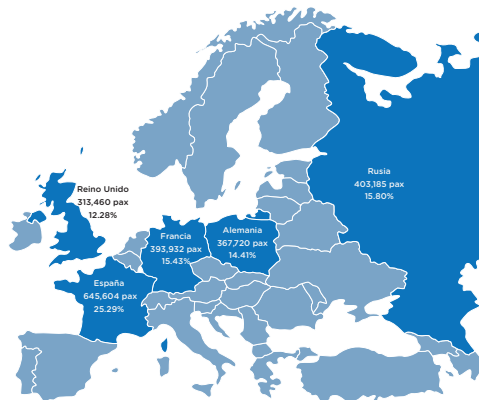 Reino Unido
313,460 pax
12.28%
Rusia
403,185 pax
15.80%
Francia
393,932 pax
15.43%
Alemania
367,720 pax
14.41%
España
645,604 pax
25.29%